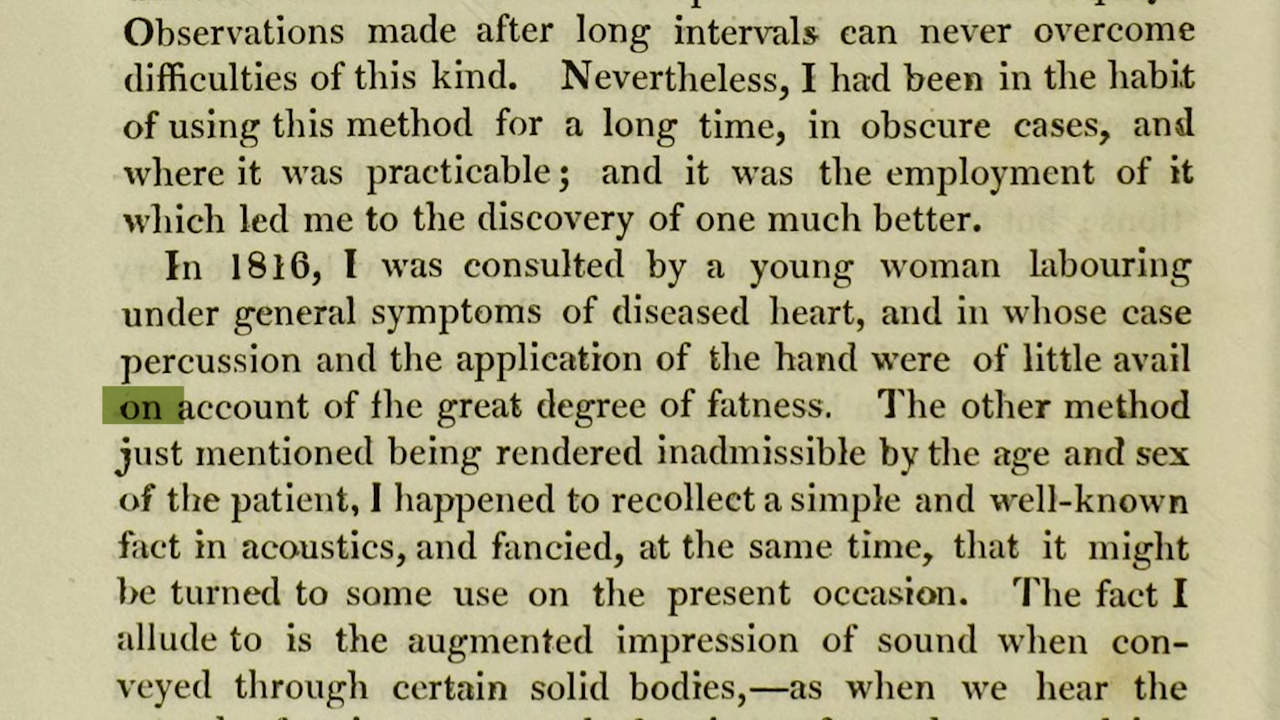 Observations made after long intervals can never overcome
difficulties of this kind. Nevertheless, I had been in the habit
of using this method for a long time, in obscure cases, and
where it was practicable; and it was the employment of it
which led me to the discovery of one much better.
In 1816, I was consulted by a young woman labouring
under general symptoms of diseased heart, and in whose case
percussion and the application of the hand were of little avail
on account of the great degree of fatness. The other method
just mentioned being rendered inadmissible by the age and sex
of the patient, I happened to recollect a simple and well-known
fact in acoustics, and fancied, at the same time, that it might
be turned to some use on the present occasion. The fact I
allude to is the augmented impression of sound when con-
veyed through certain solid bodies,—as when we hear the